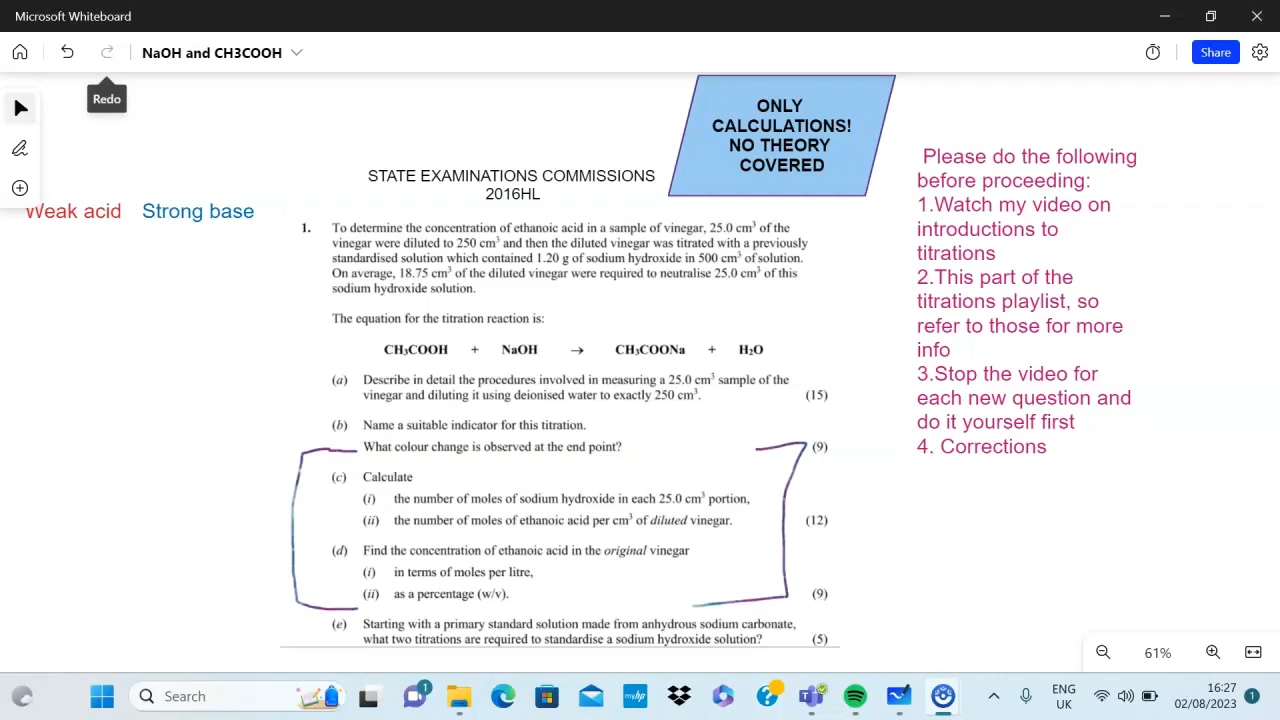 Microsoft Whiteboard
NaOH and CH3COOH
Share
Redo
ONLY
CALCULATIONS!
NO THEORY
COVERED
STATE EXAMINATIONS COMMISSIONS
2016HL
Weak acid Strong base
Please do the following
before proceeding:
1.Watch my video on
introductions to
titrations
2.This part of the
titrations playlist, so
refer to those for more
info
3.Stop the video for
each new question and
do it yourself first
4. Corrections
1. To determine the concentration of ethanoic acid in a sample of vinegar, 25.0 cm³ of the
vinegar were diluted to 250 cm³ and then the diluted vinegar was titrated with a previously
standardised solution which contained 1.20 g of sodium hydroxide in 500 cm³ of solution.
On average, 18.75 cm³ of the diluted vinegar were required to neutralise 25.0 cm³ of this
sodium hydroxide solution.
The equation for the titration reaction is:
CH₃COOH + NaOH → CH₃COONa + H₂O
(a) Describe in detail the procedures involved in measuring a 25.0 cm³ sample of the
vinegar and diluting it using deionised water to exactly 250 cm³. (15)
(b) Name a suitable indicator for this titration.
What colour change is observed at the end point? (9)
(c) Calculate
(i) the number of moles of sodium hydroxide in each 25.0 cm³ portion,
(ii) the number of moles of ethanoic acid per cm³ of diluted vinegar. (12)
(d) Find the concentration of ethanoic acid in the original vinegar
(i) in terms of moles per litre,
(ii) as a percentage (w/v). (9)
(e) Starting with a primary standard solution made from anhydrous sodium carbonate,
what two titrations are required to standardise a sodium hydroxide solution? (5)
61%
Search
1
myhp
ENG
UK
16:27
02/08/2023
1